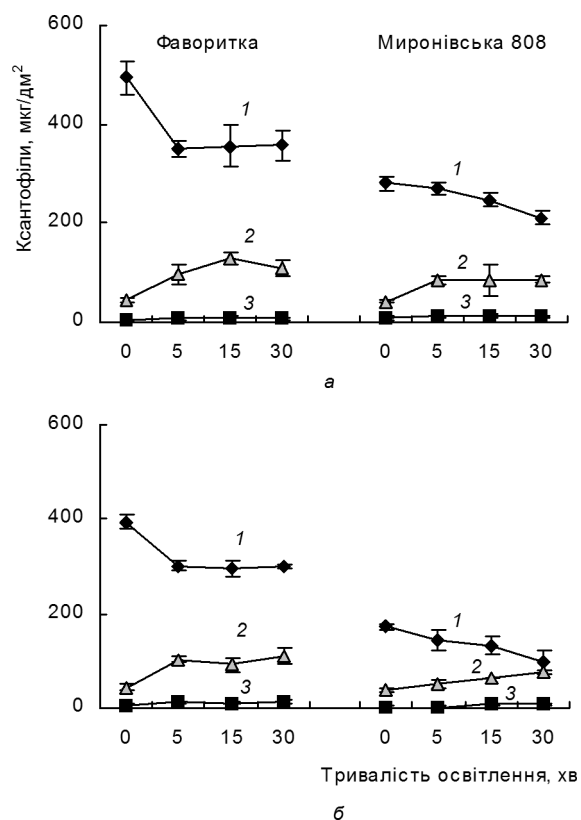 Фаворитка Миронівська 808
Ксантофіли, мкг/дм²
600
400
200
0
1
2
3
1
2
3
0 5 15 30 0 5 15 30
а
600
400
200
0
1
2
3
1
2
3
0 5 15 30 0 5 15 30
Тривалість освітлення, хв
б